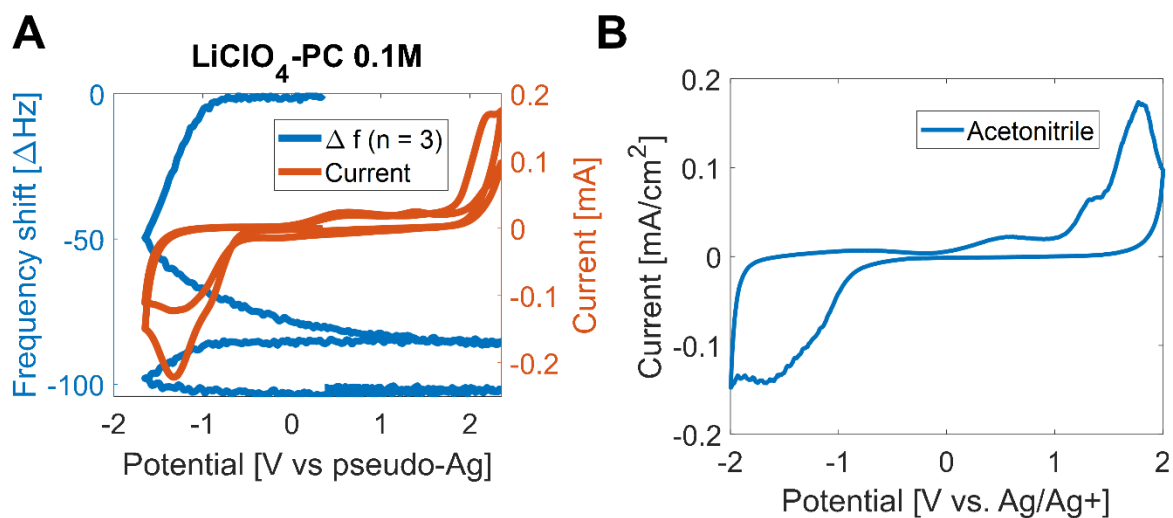 A
LiClO4-PC 0.1M
Frequency shift [ΔHz]
0
-50
-100
Δ f (n = 3)
Current
0.2
0.1
0
-0.1
-0.2
Current [mA]
-2
-1
0
1
2
Potential [V vs pseudo-Ag]
B
Current [mA/cm2]
0.2
0.1
0
-0.1
-0.2
Acetonitrile
-2
-1
0
1
2
Potential [V vs. Ag/Ag+]